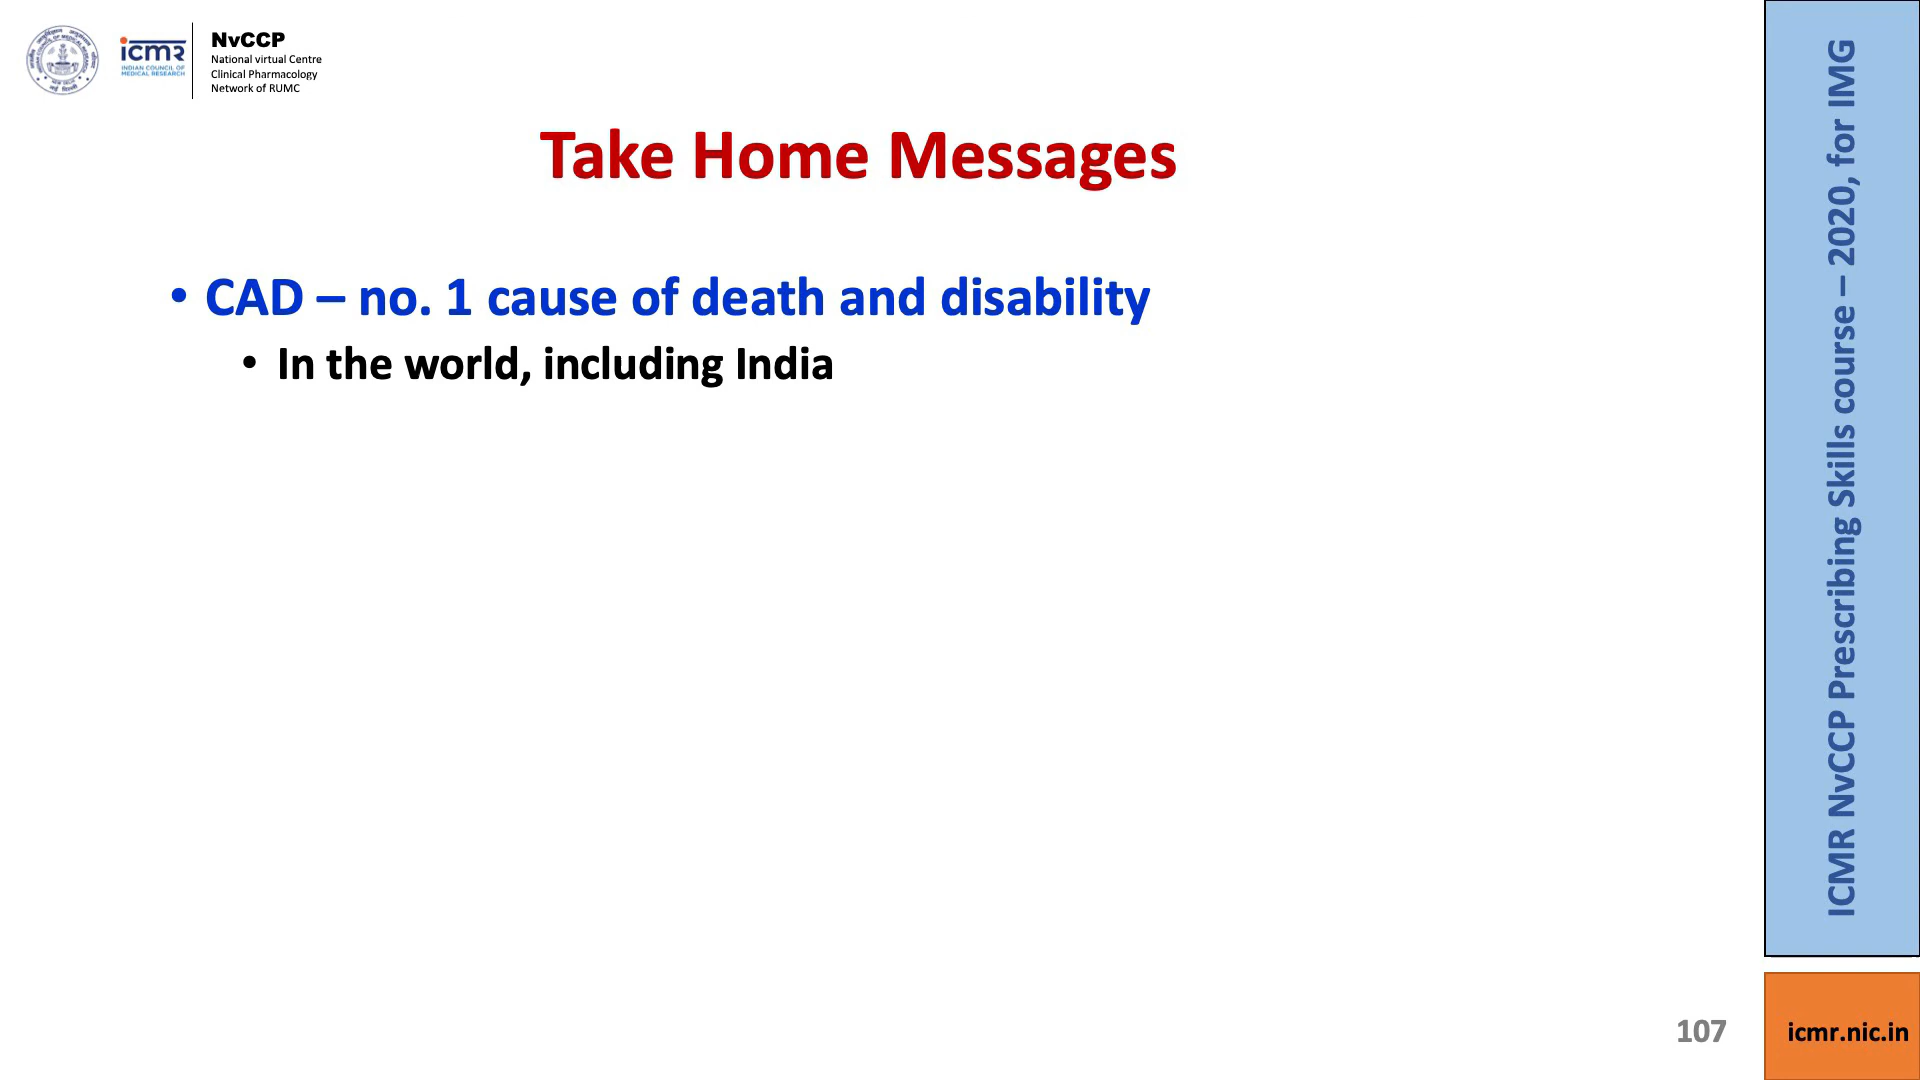 icmr
INDIAN COUNCIL OF
MEDICAL RESEARCH
NvCCP
National virtual Centre
Clinical Pharmacology
Network of RUMC
Take Home Messages
• CAD – no. 1 cause of death and disability
• In the world, including India
ICMR NvCCP Prescribing Skills course – 2020, for IMG
107
icmr.nic.in